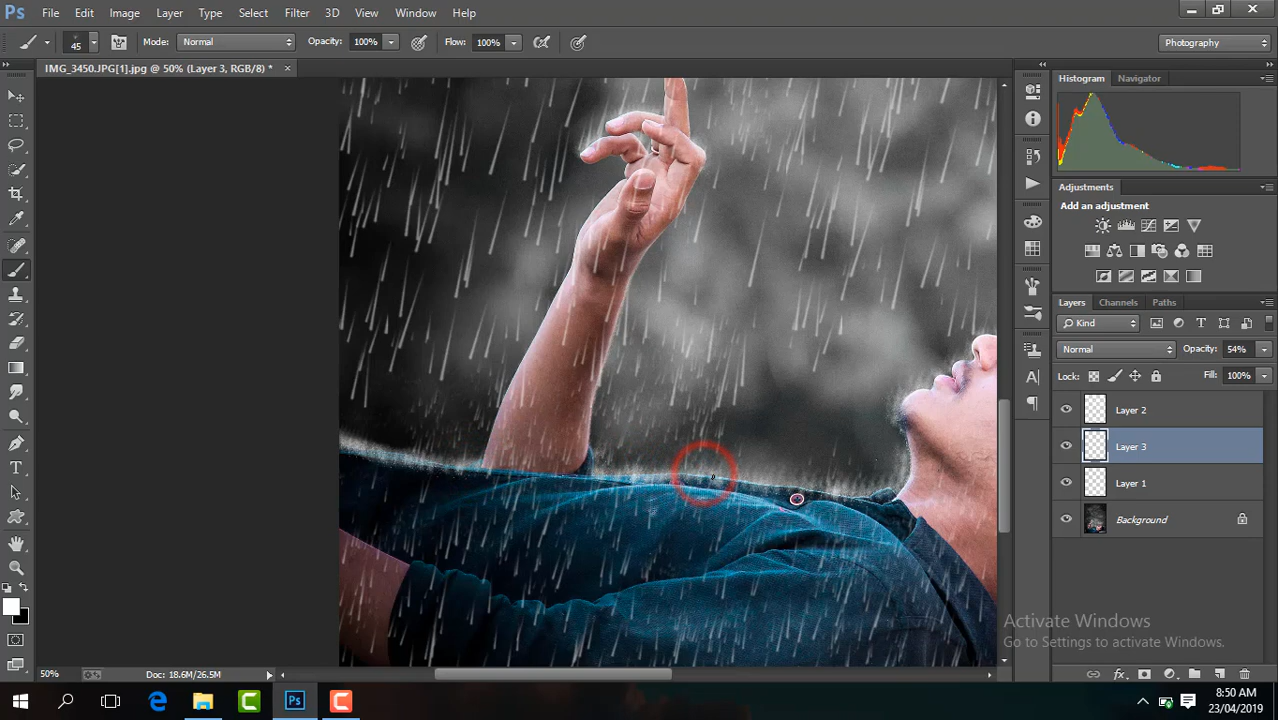 Ps File Edit Image Layer Type Select Filter 3D View Window Help
45 Mode: Normal Opacity: 100% Flow: 100% Photography
IMG_3450.JPG[1].jpg @ 50% (Layer 3, RGB/8) *
Histogram Navigator
Adjustments
Add an adjustment
Layers Channels Paths
Kind
Normal Opacity: 54%
Lock: Fill: 100%
Layer 2
Layer 3
Layer 1
Background
Activate Windows
Go to Settings to activate Windows.
50% Doc: 18.6M/26.5M
8:50 AM
23/04/2019